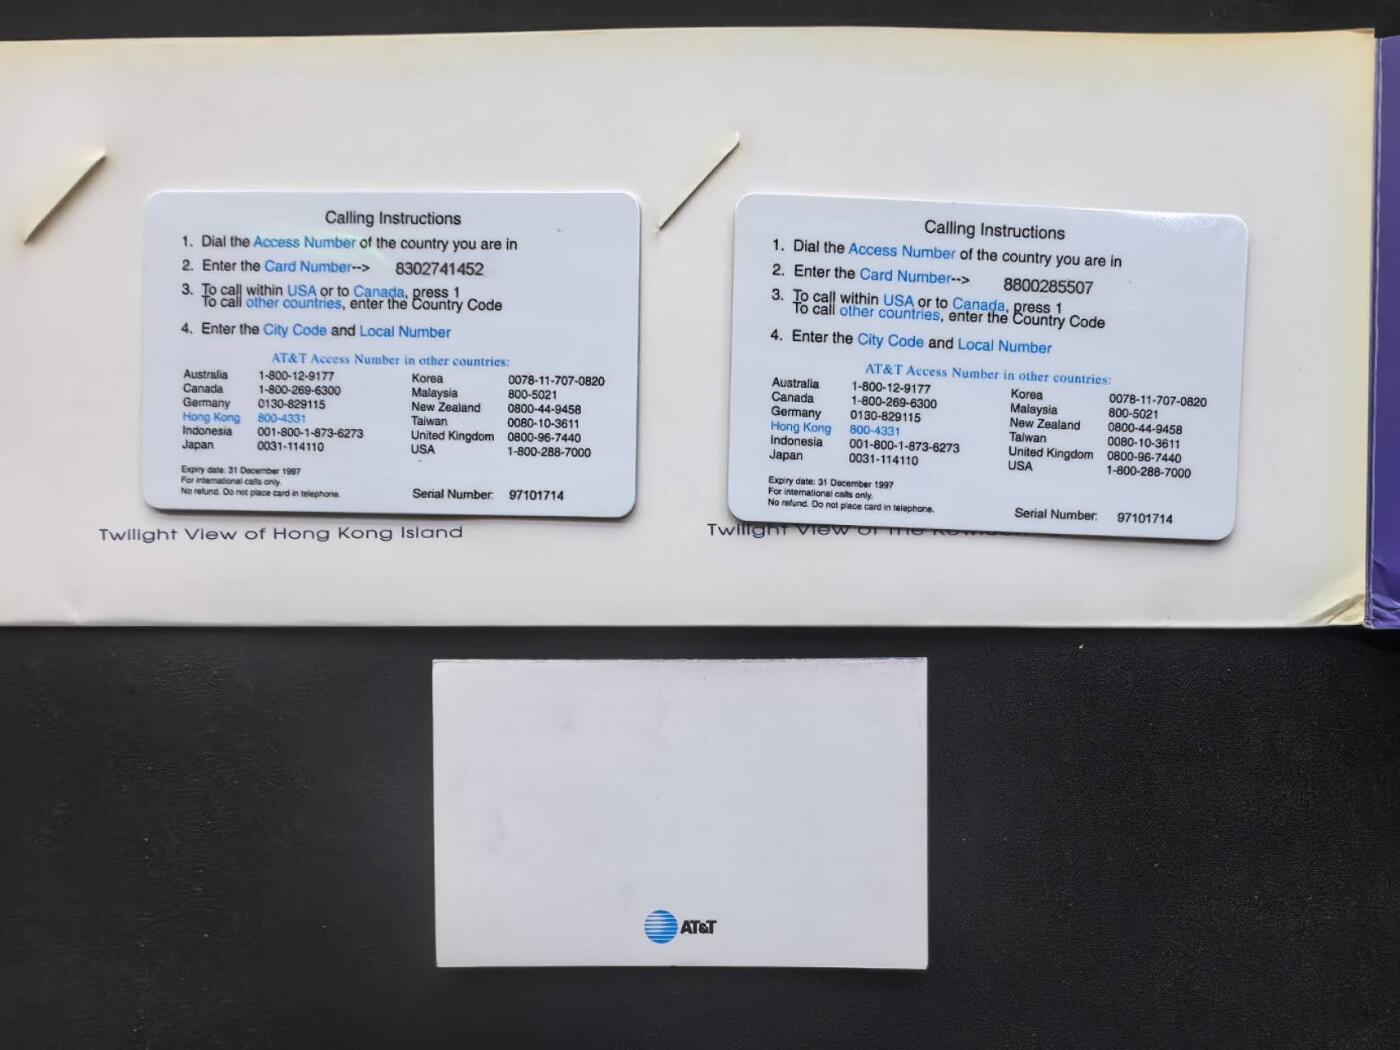 Calling Instructions
1. Dial the Access Number of the country you are in
2. Enter the Card Number--> 8302741452
3. To call within USA or to Canada, press 1
To call other countries, enter the Country Code
4. Enter the City Code and Local Number
AT&T Access Number in other countries:
Australia 1-800-12-9177
Canada 1-800-269-6300
Germany 0130-829115
Hong Kong 800-4331
Indonesia 001-800-1-873-6273
Japan 0031-114110
Korea 0078-11-707-0820
Malaysia 800-5021
New Zealand 0800-44-9458
Taiwan 0080-10-3611
United Kingdom 0800-96-7440
USA 1-800-288-7000
Expiry date: 31 December 1997
For international calls only.
No refund. Do not place card in telephone.
Serial Number: 97101714
Twilight View of Hong Kong Island
Calling Instructions
1. Dial the Access Number of the country you are in
2. Enter the Card Number--> 8800285507
3. To call within USA or to Canada, press 1
To call other countries, enter the Country Code
4. Enter the City Code and Local Number
AT&T Access Number in other countries:
Australia 1-800-12-9177
Canada 1-800-269-6300
Germany 0130-829115
Hong Kong 800-4331
Indonesia 001-800-1-873-6273
Japan 0031-114110
Korea 0078-11-707-0820
Malaysia 800-5021
New Zealand 0800-44-9458
Taiwan 0080-10-3611
United Kingdom 0800-96-7440
USA 1-800-288-7000
Expiry date: 31 December 1997
For international calls only.
No refund. Do not place card in telephone.
Serial Number: 97101714
Twilight View of The
AT&T